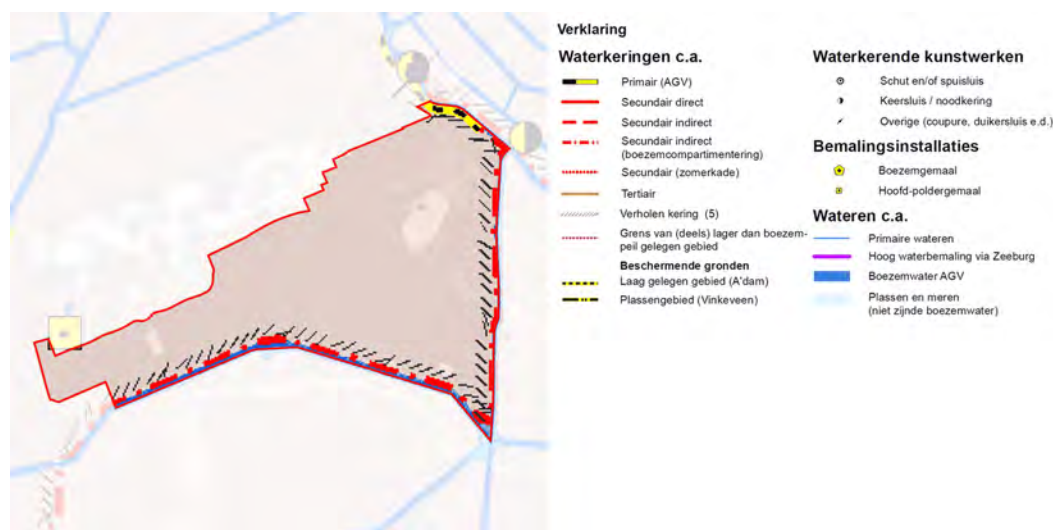 Verklaring
Waterkeringen c.a.
Primair (AGV)
Secundair direct
Secundair indirect
Secundair indirect
(boezemcompartimentering)
Secundair (zomerkade)
Tertiair
Verholen kering (5)
Grens van (deels) lager dan boezem-
peil gelegen gebied
Beschermende gronden
Laag gelegen gebied (A'dam)
Plassengebied (Vinkeveen)
Waterkerende kunstwerken
Schut en/of spuisluis
Keersluis / noodkering
Overige (coupure, duikersluis e.d.)
Bemalingsinstallaties
Boezemgemaal
Hoofd-poldergemaal
Wateren c.a.
Primaire wateren
Hoog waterbemaling via Zeeburg
Boezemwater AGV
Plassen en meren
(niet zijnde boezemwater)